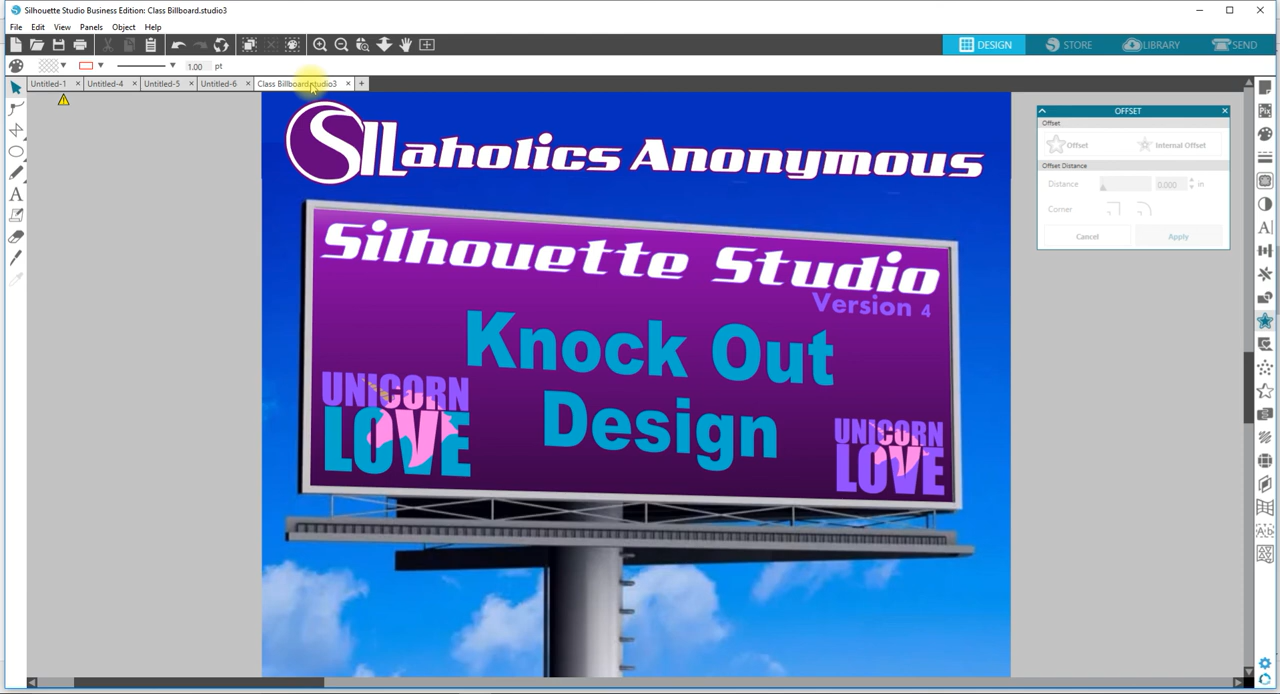 Silhouette Studio Business Edition: Class Billboard.studio3
File Edit View Panels Object Help
DESIGN STORE LIBRARY SEND
1.00 pt
Untitled-1 Untitled-4 Untitled-5 Untitled-6 Class Billboard.studio3
SILaholics Anonymous
Silhouette Studio
Version 4
Knock Out
Design
UNICORN
LOVE
UNICORN
LOVE
OFFSET
Offset
Offset Internal Offset
Offset Distance
Distance 0.000 in
Corner
Cancel Apply
Pix